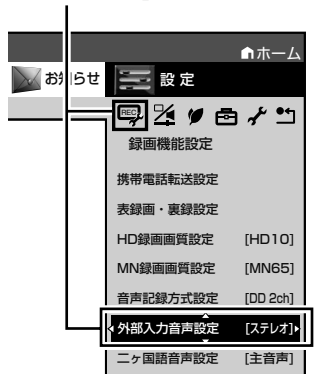 ホーム
お知らせ 設定
REC
録画機能設定
携帯電話転送設定
表録画・裏録設定
HD録画画質設定 [HD10]
MN録画画質設定 [MN65]
音声記録方式設定 [DD 2ch]
外部入力音声設定 [ステレオ]
二ヶ国語音声設定 [主音声]